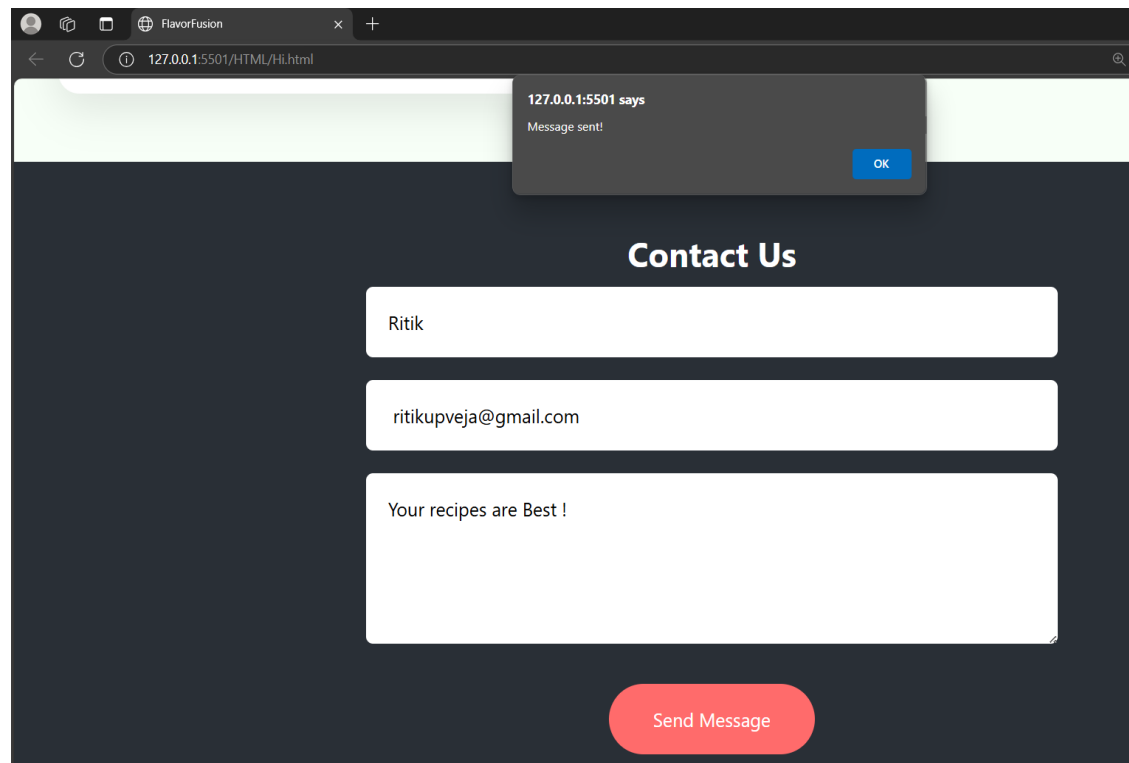 FlavorFusion
127.0.0.1:5501/HTML/Hi.html
127.0.0.1:5501 says
Message sent!
OK
Contact Us
Ritik
ritikupveja@gmail.com
Your recipes are Best !
Send Message